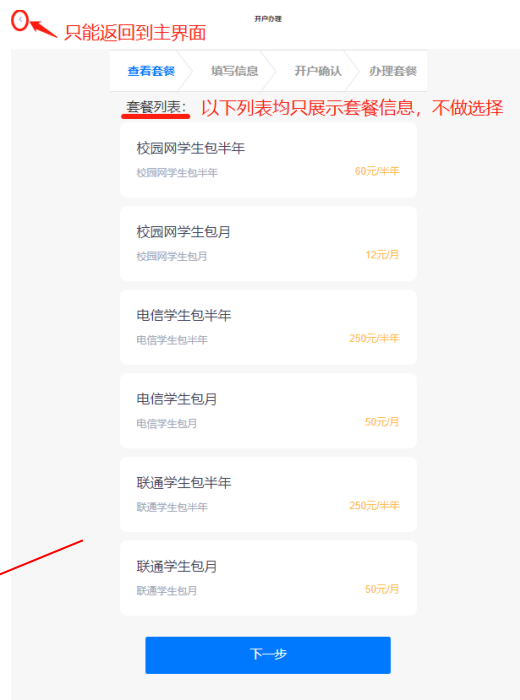 开户办理
只能返回到主界面
查看套餐 填写信息 开户确认 办理套餐
套餐列表： 以下列表均只展示套餐信息，不做选择
校园网学生包半年
校园网学生包半年 60元/半年
校园网学生包月
校园网学生包月 12元/月
电信学生包半年
电信学生包半年 250元/半年
电信学生包月
电信学生包月 50元/月
联通学生包半年
联通学生包半年 250元/半年
联通学生包月
联通学生包月 50元/月
下一步